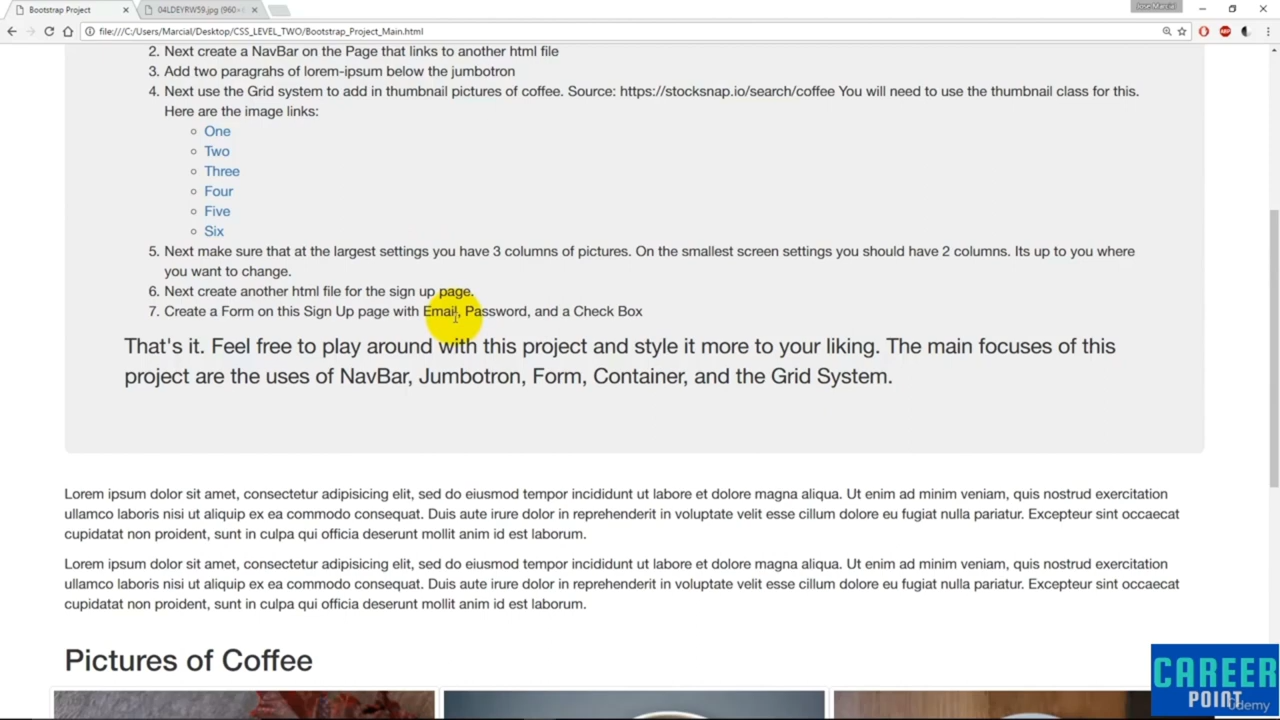 Bootstrap Project
04LDEYRW59.jpg (960×
Jose Marcial
file:///C:/Users/Marcial/Desktop/CSS_LEVEL_TWO/Bootstrap_Project_Main.html
2. Next create a NavBar on the Page that links to another html file
3. Add two paragrahs of lorem-ipsum below the jumbotron
4. Next use the Grid system to add in thumbnail pictures of coffee. Source: https://stocksnap.io/search/coffee You will need to use the thumbnail class for this.
Here are the image links:
One
Two
Three
Four
Five
Six
5. Next make sure that at the largest settings you have 3 columns of pictures. On the smallest screen settings you should have 2 columns. Its up to you where
you want to change.
6. Next create another html file for the sign up page.
7. Create a Form on this Sign Up page with Email, Password, and a Check Box
That's it. Feel free to play around with this project and style it more to your liking. The main focuses of this
project are the uses of NavBar, Jumbotron, Form, Container, and the Grid System.
Lorem ipsum dolor sit amet, consectetur adipisicing elit, sed do eiusmod tempor incididunt ut labore et dolore magna aliqua. Ut enim ad minim veniam, quis nostrud exercitation
ullamco laboris nisi ut aliquip ex ea commodo consequat. Duis aute irure dolor in reprehenderit in voluptate velit esse cillum dolore eu fugiat nulla pariatur. Excepteur sint occaecat
cupidatat non proident, sunt in culpa qui officia deserunt mollit anim id est laborum.
Lorem ipsum dolor sit amet, consectetur adipisicing elit, sed do eiusmod tempor incididunt ut labore et dolore magna aliqua. Ut enim ad minim veniam, quis nostrud exercitation
ullamco laboris nisi ut aliquip ex ea commodo consequat. Duis aute irure dolor in reprehenderit in voluptate velit esse cillum dolore eu fugiat nulla pariatur. Excepteur sint occaecat
cupidatat non proident, sunt in culpa qui officia deserunt mollit anim id est laborum.
Pictures of Coffee
CAREER
POINT
Udemy